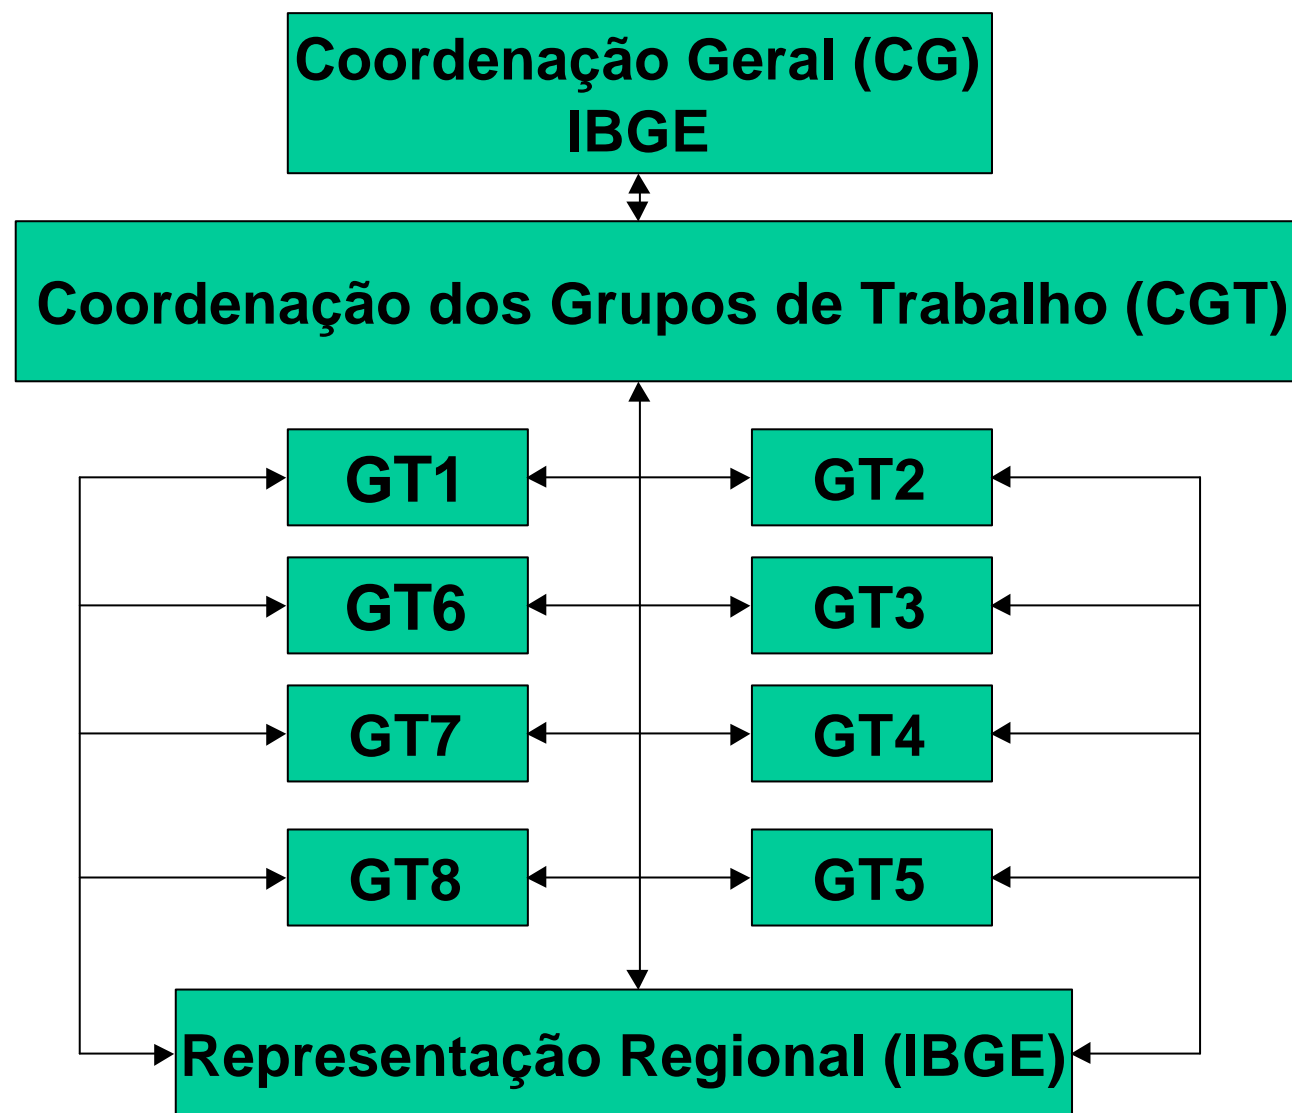 Coordenação Geral (CG)
IBGE
Coordenação dos Grupos de Trabalho (CGT)
GT1
GT2
GT6
GT3
GT7
GT4
GT8
GT5
Representação Regional (IBGE)